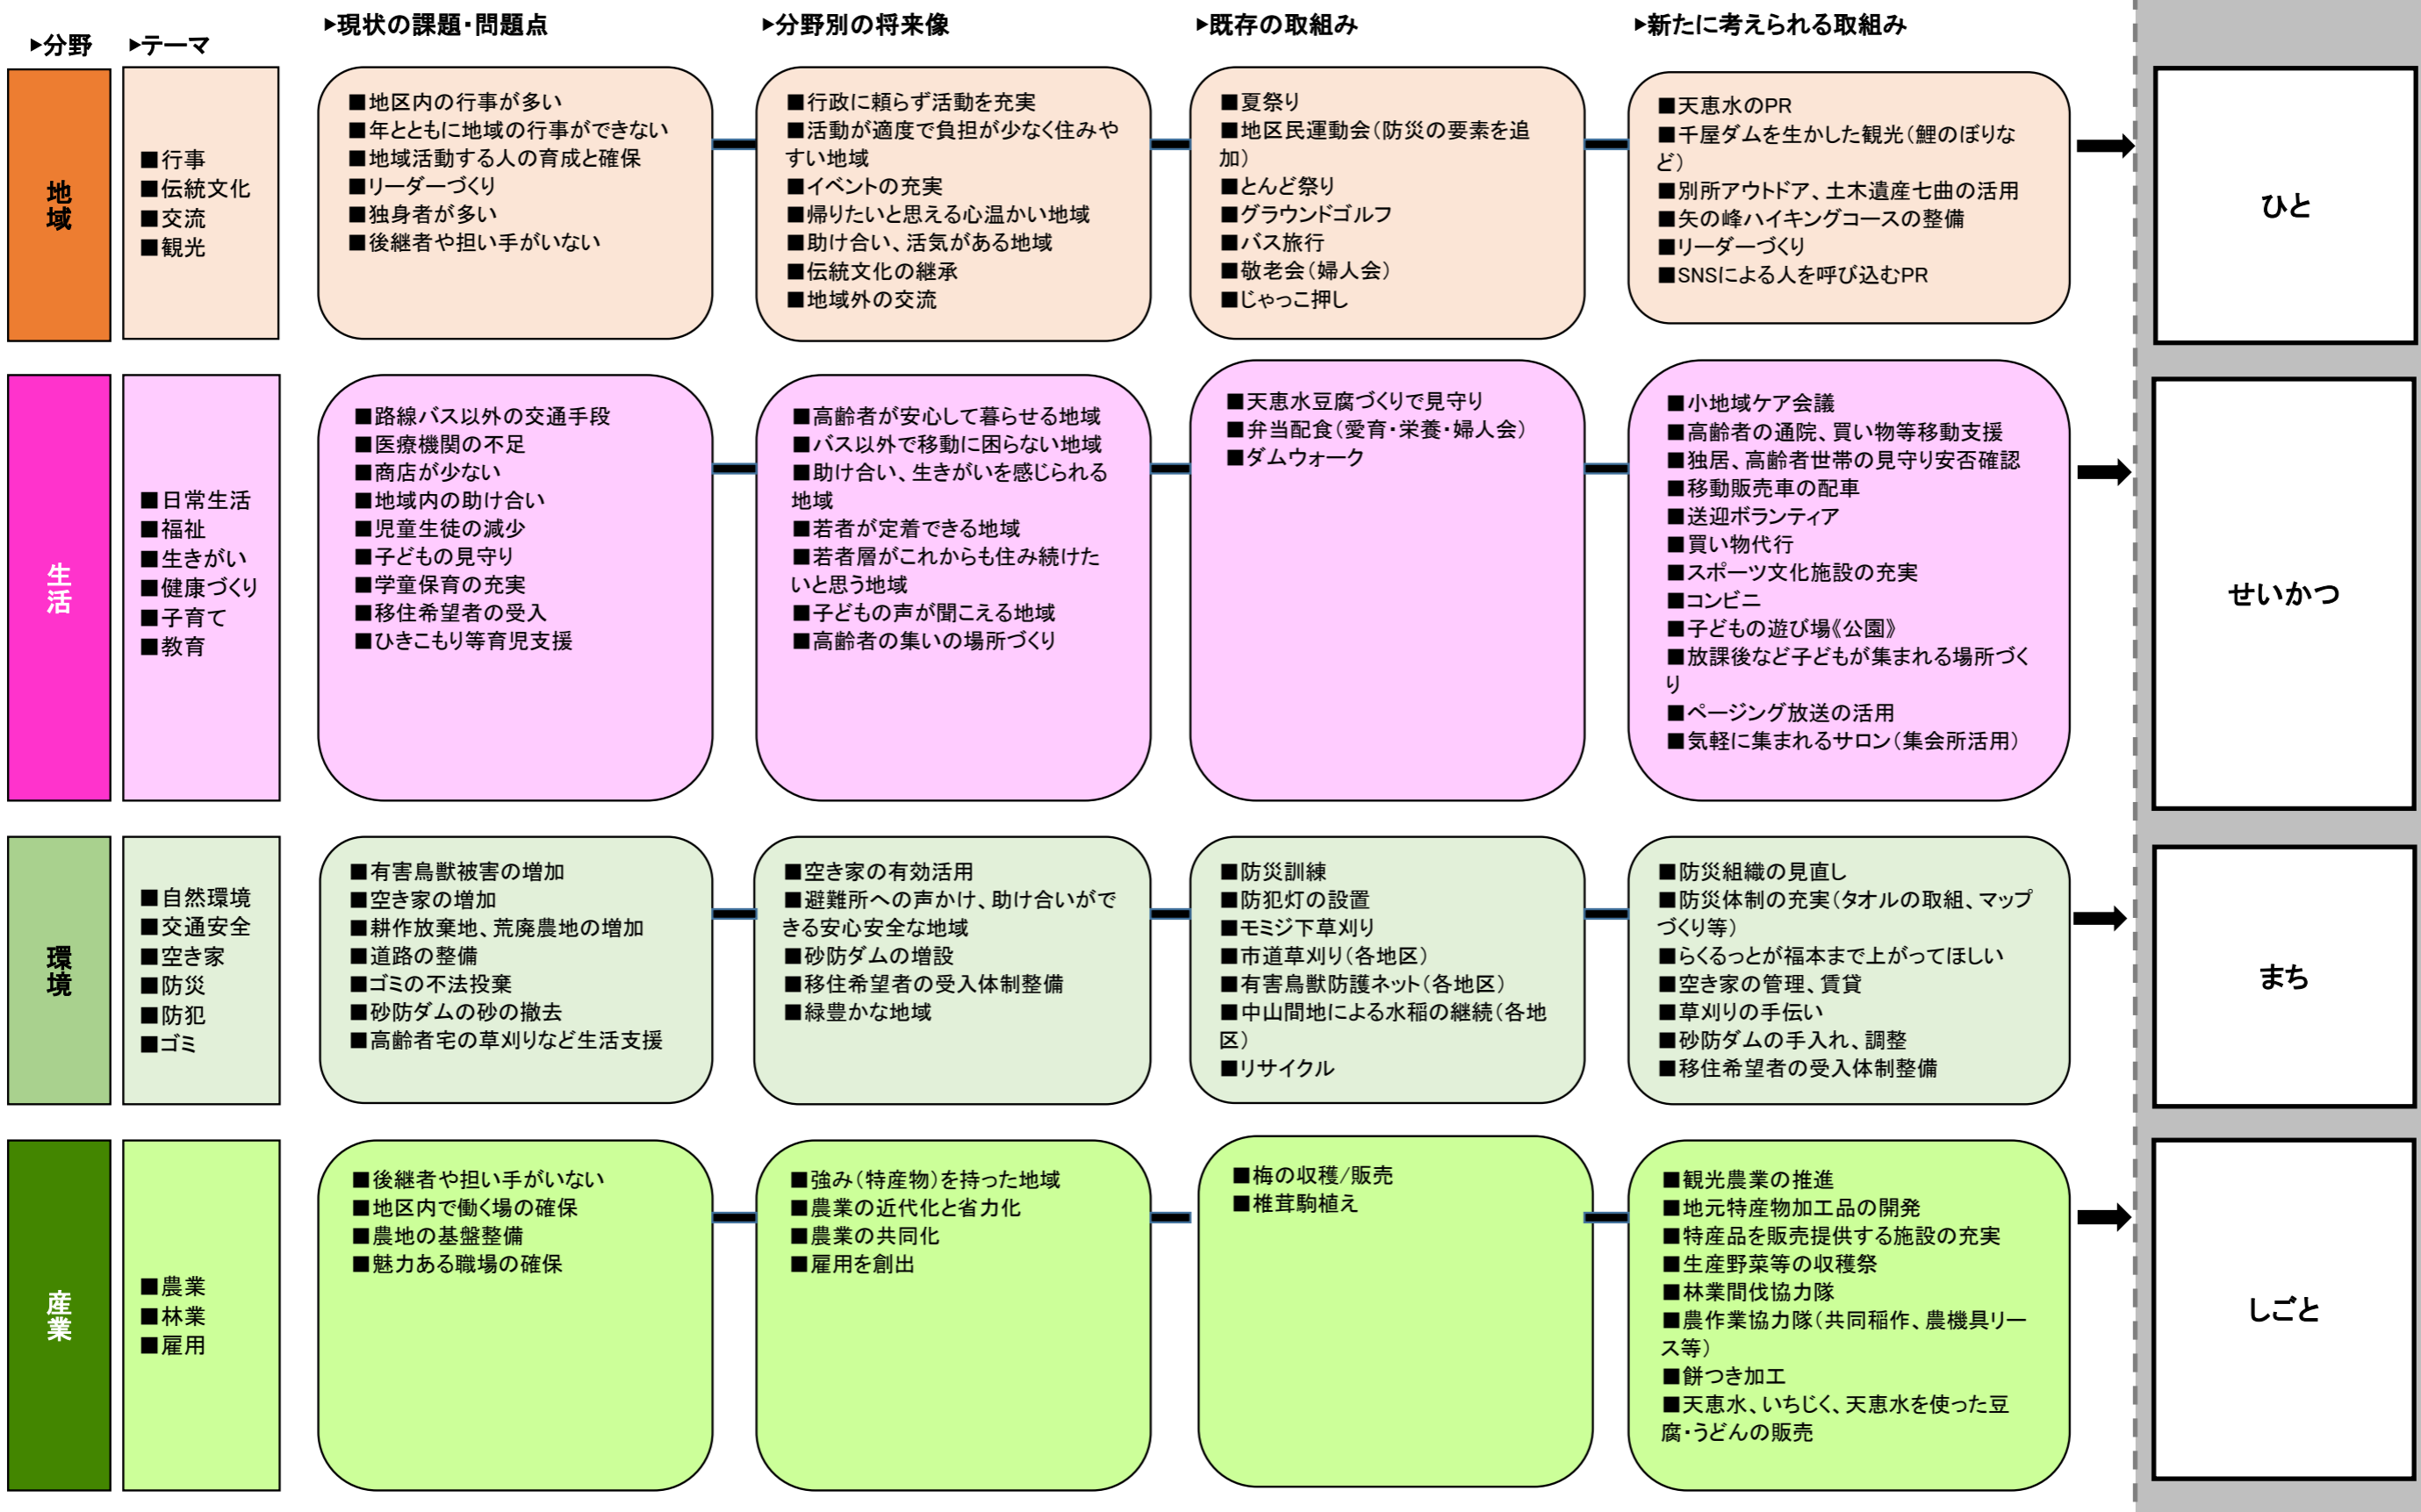 ▶分野
▶テーマ
▶現状の課題・問題点
▶分野別の将来像
▶既存の取組み
▶新たに考えられる取組み
地域
■行事
■伝統文化
■交流
■観光
■地区内の行事が多い
■年とともに地域の行事ができない
■地域活動する人の育成と確保
■リーダーづくり
■独身者が多い
■後継者や担い手がいない
■行政に頼らず活動を充実
■活動が適度で負担が少なく住みや
すい地域
■イベントの充実
■帰りたいと思える心温かい地域
■助け合い、活気がある地域
■伝統文化の継承
■地域外の交流
■夏祭り
■地区民運動会(防災の要素を追
加)
■とんど祭り
■グラウンドゴルフ
■バス旅行
■敬老会(婦人会)
■じゃっこ押し
■天恵水のPR
■千屋ダムを生かした観光(鯉のぼりな
ど)
■別所アウトドア、土木遺産七曲の活用
■矢の峰ハイキングコースの整備
■リーダーづくり
■SNSによる人を呼び込むPR
ひと
生活
■日常生活
■福祉
■生きがい
■健康づくり
■子育て
■教育
■路線バス以外の交通手段
■医療機関の不足
■商店が少ない
■地域内の助け合い
■児童生徒の減少
■子どもの見守り
■学童保育の充実
■移住希望者の受入
■ひきこもり等育児支援
■高齢者が安心して暮らせる地域
■バス以外で移動に困らない地域
■助け合い、生きがいを感じられる
地域
■若者が定着できる地域
■若者層がこれからも住み続けた
いと思う地域
■子どもの声が聞こえる地域
■高齢者の集いの場所づくり
■天恵水豆腐づくりで見守り
■弁当配食(愛育・栄養・婦人会)
■ダムウォーク
■小地域ケア会議
■高齢者の通院、買い物等移動支援
■独居、高齢者世帯の見守り安否確認
■移動販売車の配車
■送迎ボランティア
■買い物代行
■スポーツ文化施設の充実
■コンビニ
■子どもの遊び場《公園》
■放課後など子どもが集まれる場所づく
り
■ページング放送の活用
■気軽に集まれるサロン(集会所活用)
せいかつ
環境
■自然環境
■交通安全
■空き家
■防災
■防犯
■ゴミ
■有害鳥獣被害の増加
■空き家の増加
■耕作放棄地、荒廃農地の増加
■道路の整備
■ゴミの不法投棄
■砂防ダムの砂の撤去
■高齢者宅の草刈りなど生活支援
■空き家の有効活用
■避難所への声かけ、助け合いがで
きる安心安全な地域
■砂防ダムの増設
■移住希望者の受入体制整備
■緑豊かな地域
■防災訓練
■防犯灯の設置
■モミジ下草刈り
■市道草刈り(各地区)
■有害鳥獣防護ネット(各地区)
■中山間地による水稲の継続(各地
区)
■リサイクル
■防災組織の見直し
■防災体制の充実(タオルの取組、マップ
づくり等)
■らくるっとが福本まで上がってほしい
■空き家の管理、賃貸
■草刈りの手伝い
■砂防ダムの手入れ、調整
■移住希望者の受入体制整備
まち
産業
■農業
■林業
■雇用
■後継者や担い手がいない
■地区内で働く場の確保
■農地の基盤整備
■魅力ある職場の確保
■強み(特産物)を持った地域
■農業の近代化と省力化
■農業の共同化
■雇用を創出
■梅の収穫/販売
■椎茸駒植え
■観光農業の推進
■地元特産物加工品の開発
■特産品を販売提供する施設の充実
■生産野菜等の収穫祭
■林業間伐協力隊
■農作業協力隊(共同稲作、農機具リー
ス等)
■餅つき加工
■天恵水、いちじく、天恵水を使った豆
腐・うどんの販売
しごと